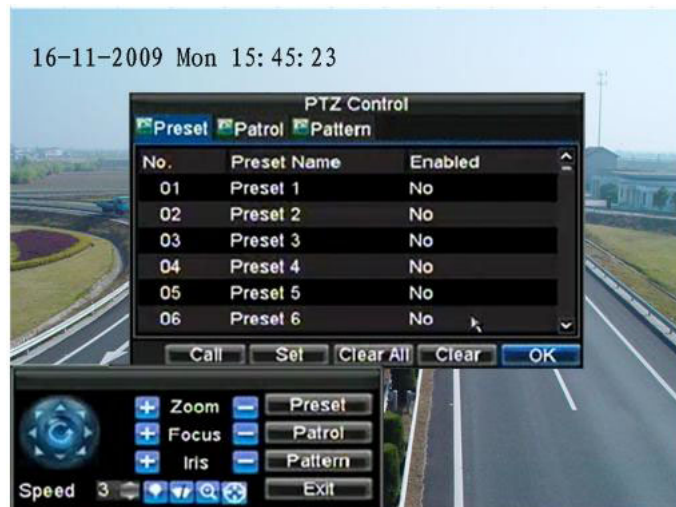 16-11-2009 Mon 15:45:23
PTZ Control
Preset Patrol Pattern
No. Preset Name Enabled
01 Preset 1 No
02 Preset 2 No
03 Preset 3 No
04 Preset 4 No
05 Preset 5 No
06 Preset 6 No
Call Set Clear All Clear OK
Zoom Preset
Focus Patrol
Iris Pattern
Speed 3 Exit